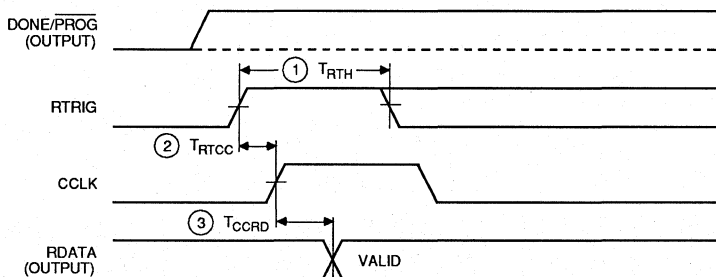 DONE/PROG
(OUTPUT)
1 TRTH
RTRIG
2 TRTCC
CCLK
3 TCCRD
RDATA
(OUTPUT)
VALID